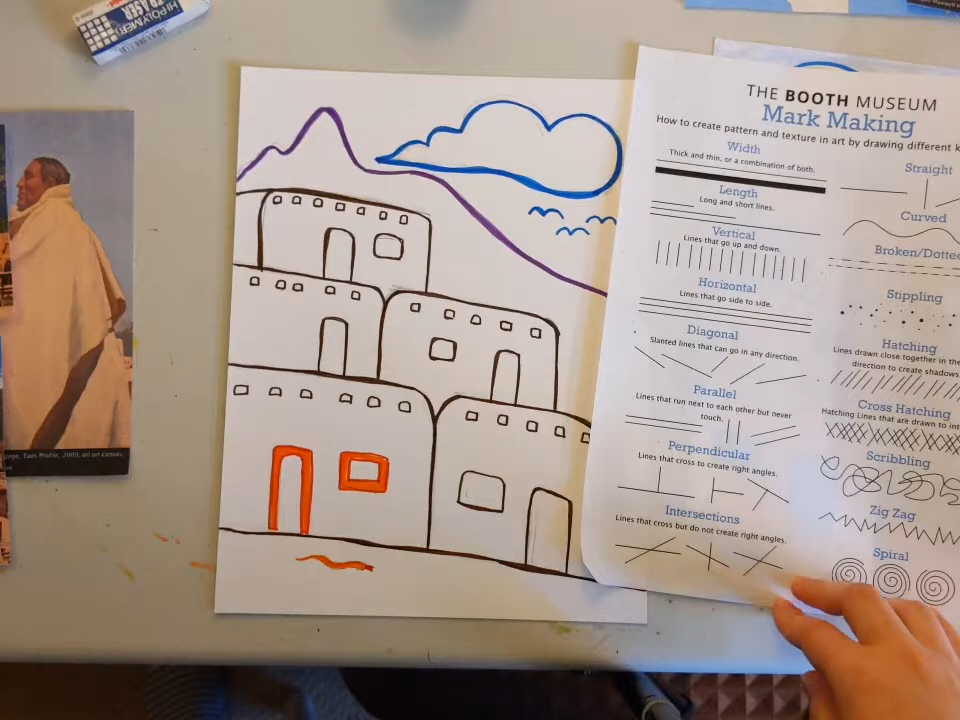 HI-POLYMER
ERASER
Taos Profile, 2009, oil on canvas.
THE BOOTH MUSEUM
Mark Making
How to create pattern and texture in art by drawing different
Width
Thick and thin, or a combination of both.
Length
Long and short lines.
Vertical
Lines that go up and down.
Horizontal
Lines that go side to side.
Diagonal
Slanted lines that can go in any direction.
Parallel
Lines that run next to each other but never
touch.
Perpendicular
Lines that cross to create right angles.
Intersections
Lines that cross but do not create right angles.
Straight
Curved
Broken/Dotted
Stippling
Hatching
Lines drawn close together in the
direction to create shadows.
Cross Hatching
Hatching Lines that are drawn to
Scribbling
Zig Zag
Spiral